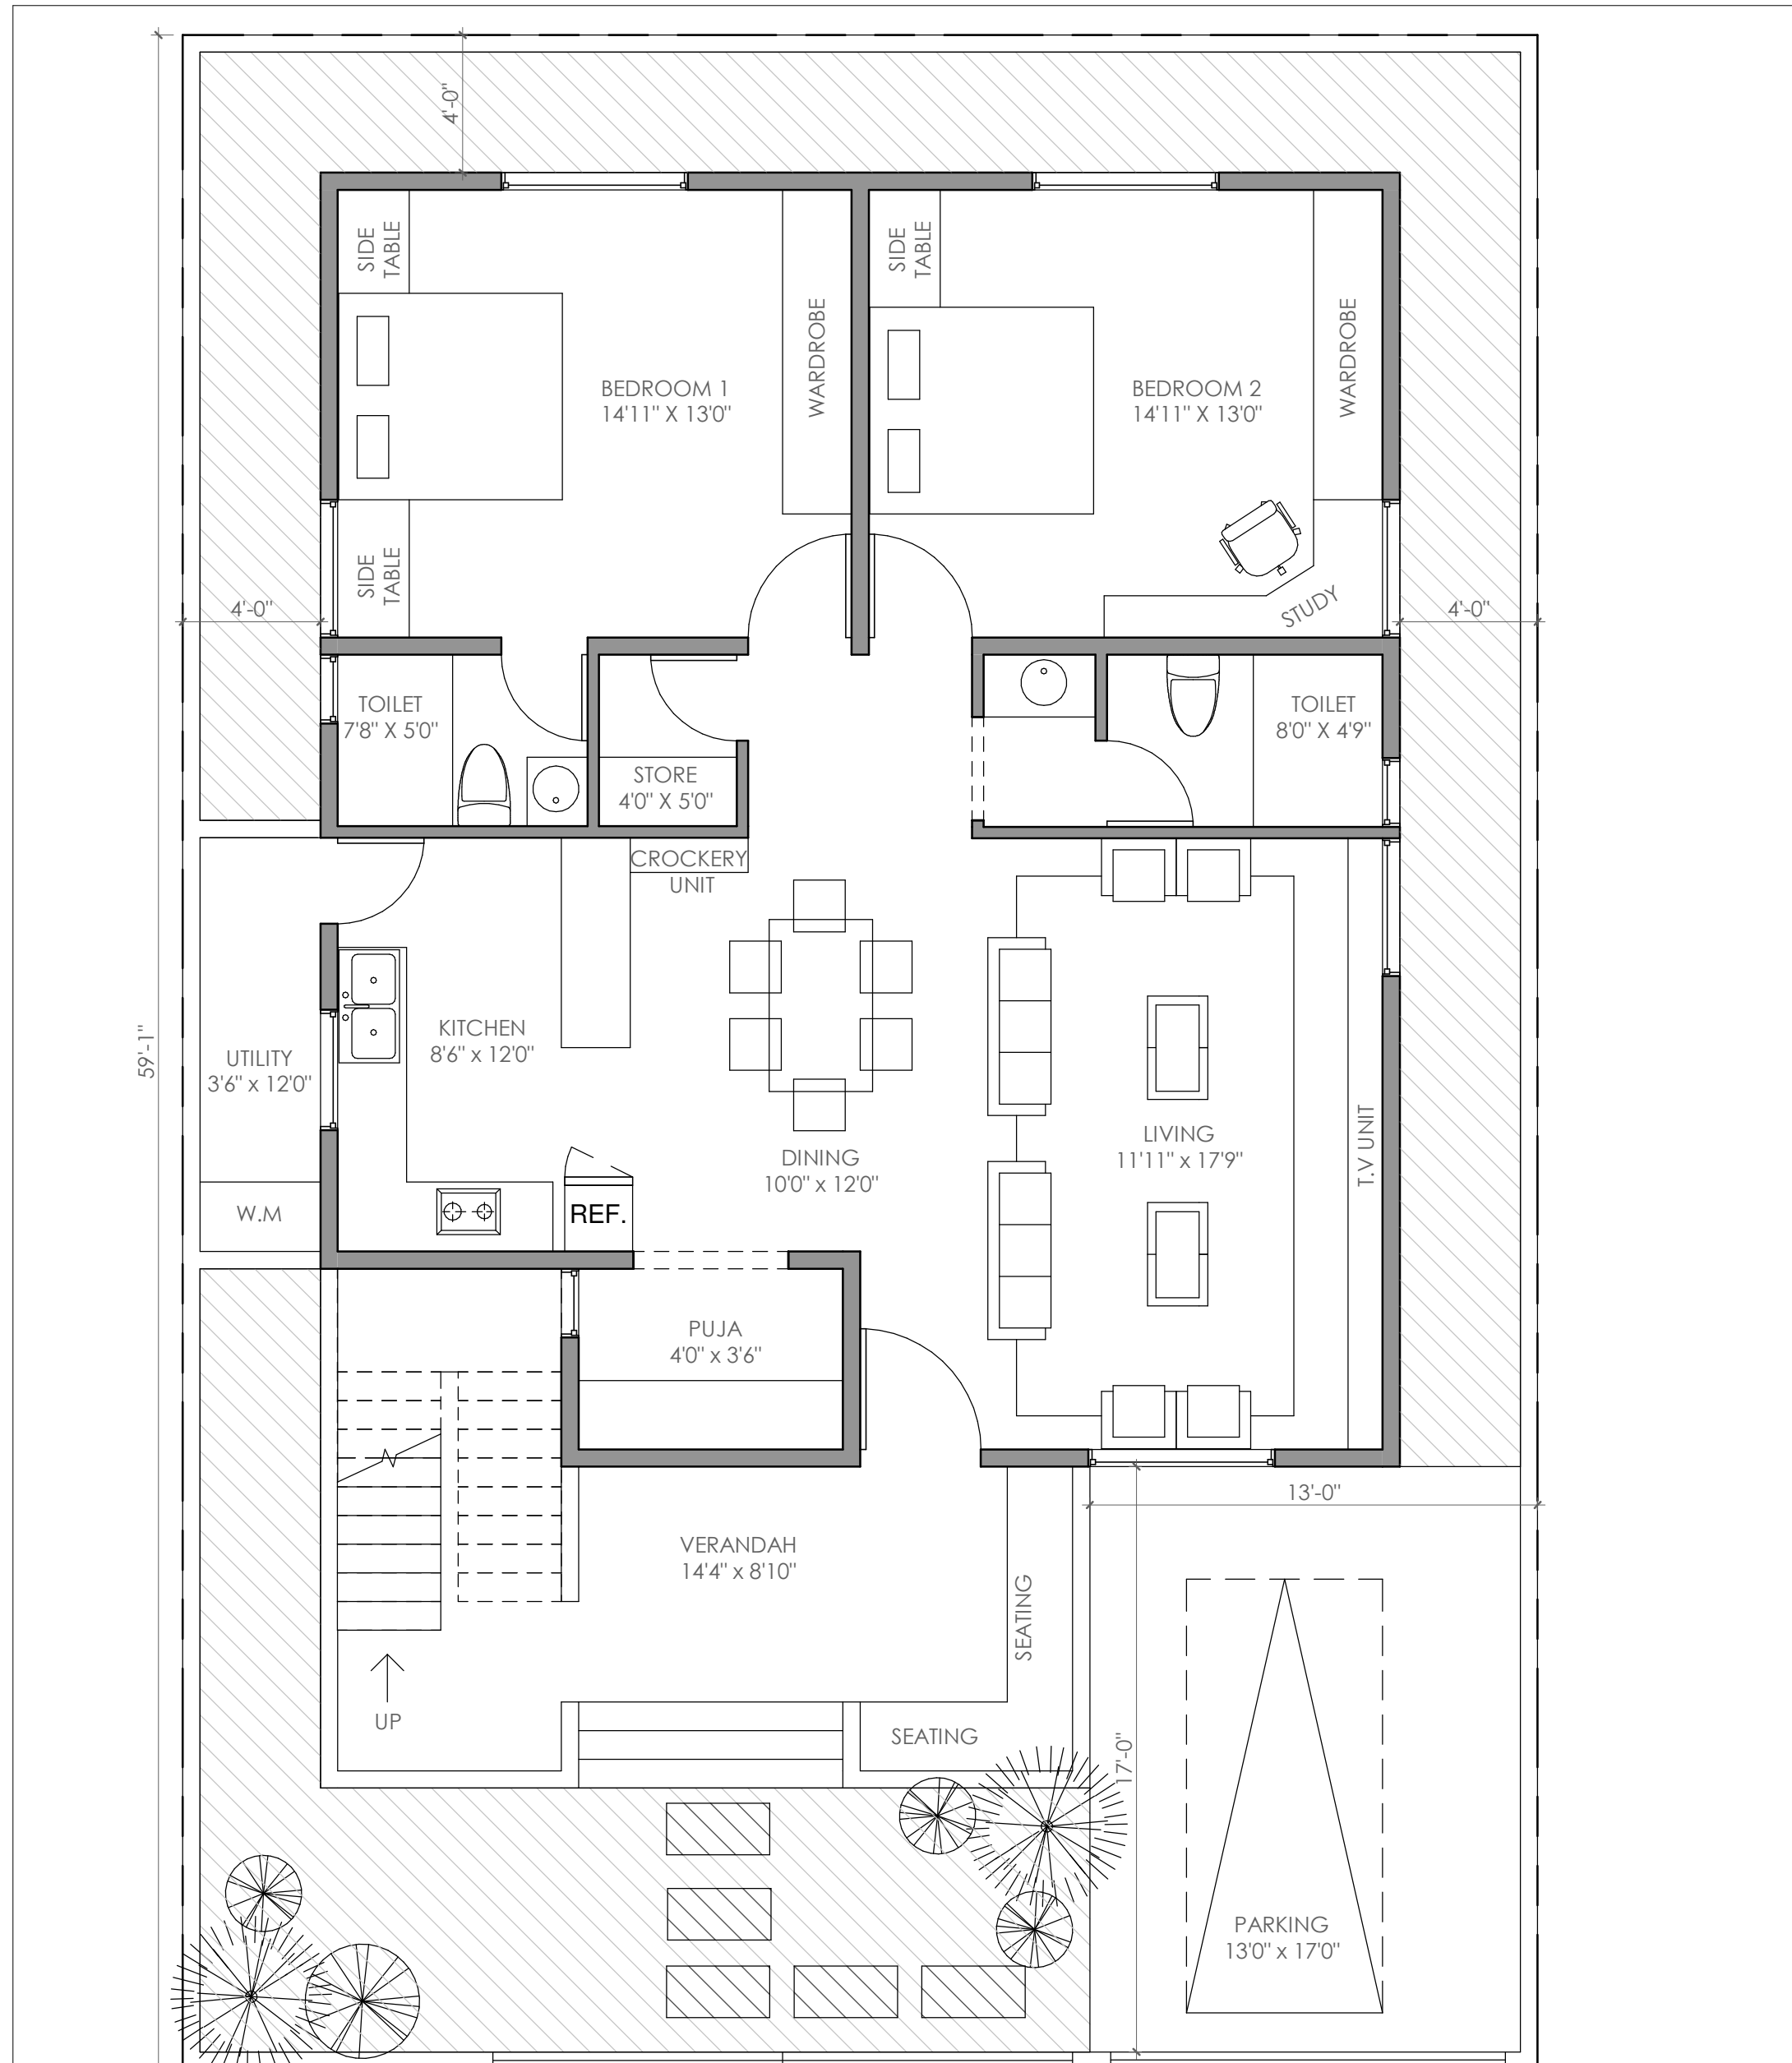 4'-0"
SIDE
TABLE
SIDE
TABLE
WARDROBE
WARDROBE
BEDROOM 1
14'11" X 13'0"
BEDROOM 2
14'11" X 13'0"
SIDE
TABLE
STUDY
4'-0"
4'-0"
TOILET
7'8" X 5'0"
TOILET
8'0" X 4'9"
STORE
4'0" X 5'0"
CROCKERY
UNIT
KITCHEN
8'6" x 12'0"
UTILITY
3'6" x 12'0"
59'-1"
LIVING
11'11" x 17'9"
T.V UNIT
DINING
10'0" x 12'0"
W.M
REF.
PUJA
4'0" x 3'6"
13'-0"
VERANDAH
14'4" x 8'10"
SEATING
UP
SEATING
17'-0"
PARKING
13'0" x 17'0"